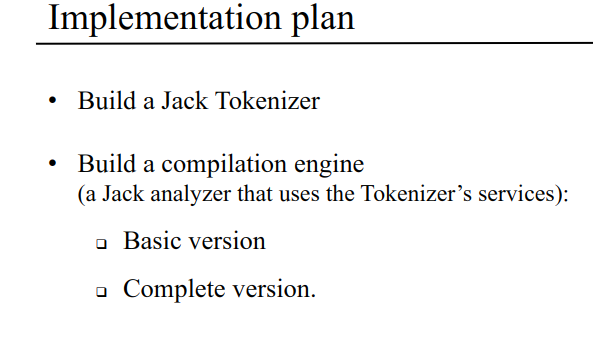 Implementation plan
• Build a Jack Tokenizer
• Build a compilation engine
(a Jack analyzer that uses the Tokenizer’s services):
❑ Basic version
❑ Complete version.